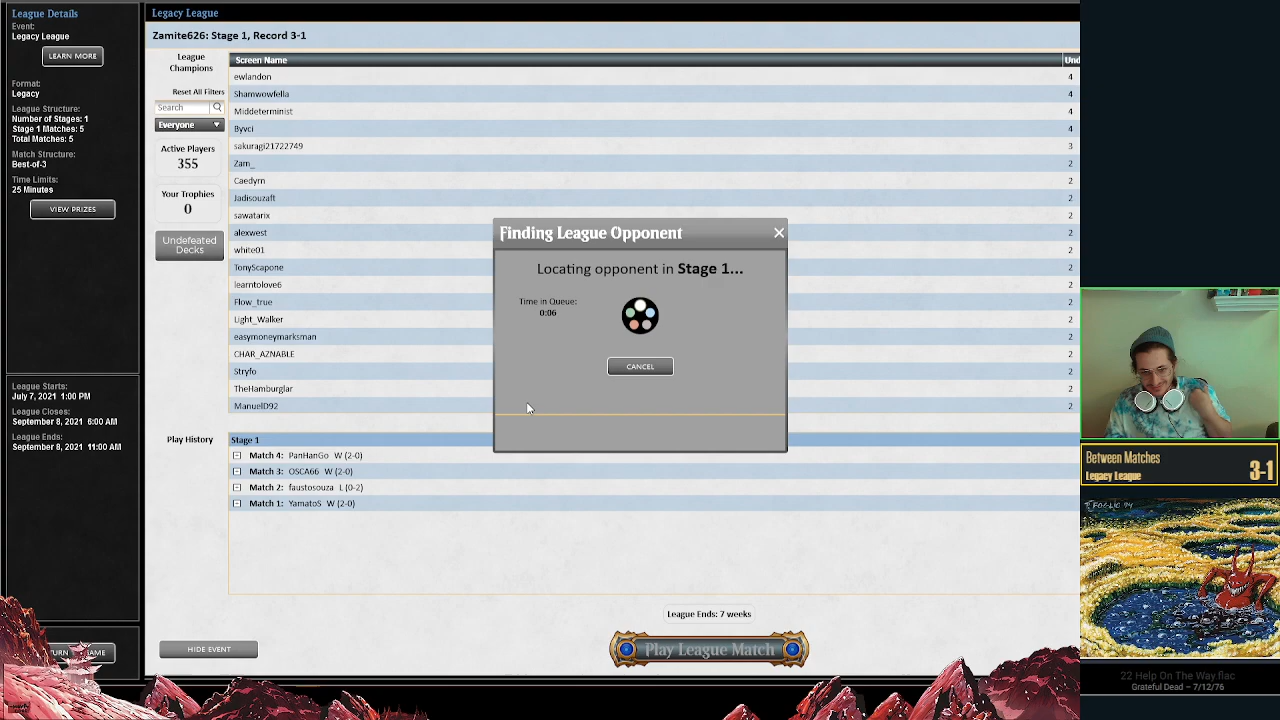 League Details
Event:
Legacy League
LEARN MORE
Format:
Legacy
League Structure:
Number of Stages: 1
Stage 1 Matches: 5
Total Matches: 5
Match Structure:
Best-of-3
Time Limits:
25 Minutes
VIEW PRIZES
League Starts:
July 7, 2021 1:00 PM
League Closes:
September 8, 2021 6:00 AM
League Ends:
September 8, 2021 11:00 AM
Legacy League
Zamite626: Stage 1, Record 3-1
League
Champions
Reset All Filters
Search
Everyone
Active Players
355
Your Trophies
0
Undefeated
Decks
Screen Name Und
ewlandon 4
Shamwowfella 4
Middeterminist 4
Byvci 4
sakuragi21722749 3
Zam_ 2
Caedyrn 2
Jadisouzaft 2
sawatarix 2
alexwest 2
white01 2
TonyScapone 2
learntolove6 2
Flow_true 2
Light_Walker 2
easymoneymarksman 2
CHAR_AZNABLE 2
Stryfo 2
TheHamburglar 2
ManuelD92 2
Finding League Opponent
Locating opponent in Stage 1...
Time in Queue:
0:06
CANCEL
Play History
Stage 1
Match 4: PanHanGo W (2-0)
Match 3: OSCA66 W (2-0)
Match 2: faustosouza L (0-2)
Match 1: YamatoS W (2-0)
League Ends: 7 weeks
HIDE EVENT
Play League Match
Between Matches
Legacy League
3-1
22 Help On The Way.flac
Grateful Dead – 7/12/76